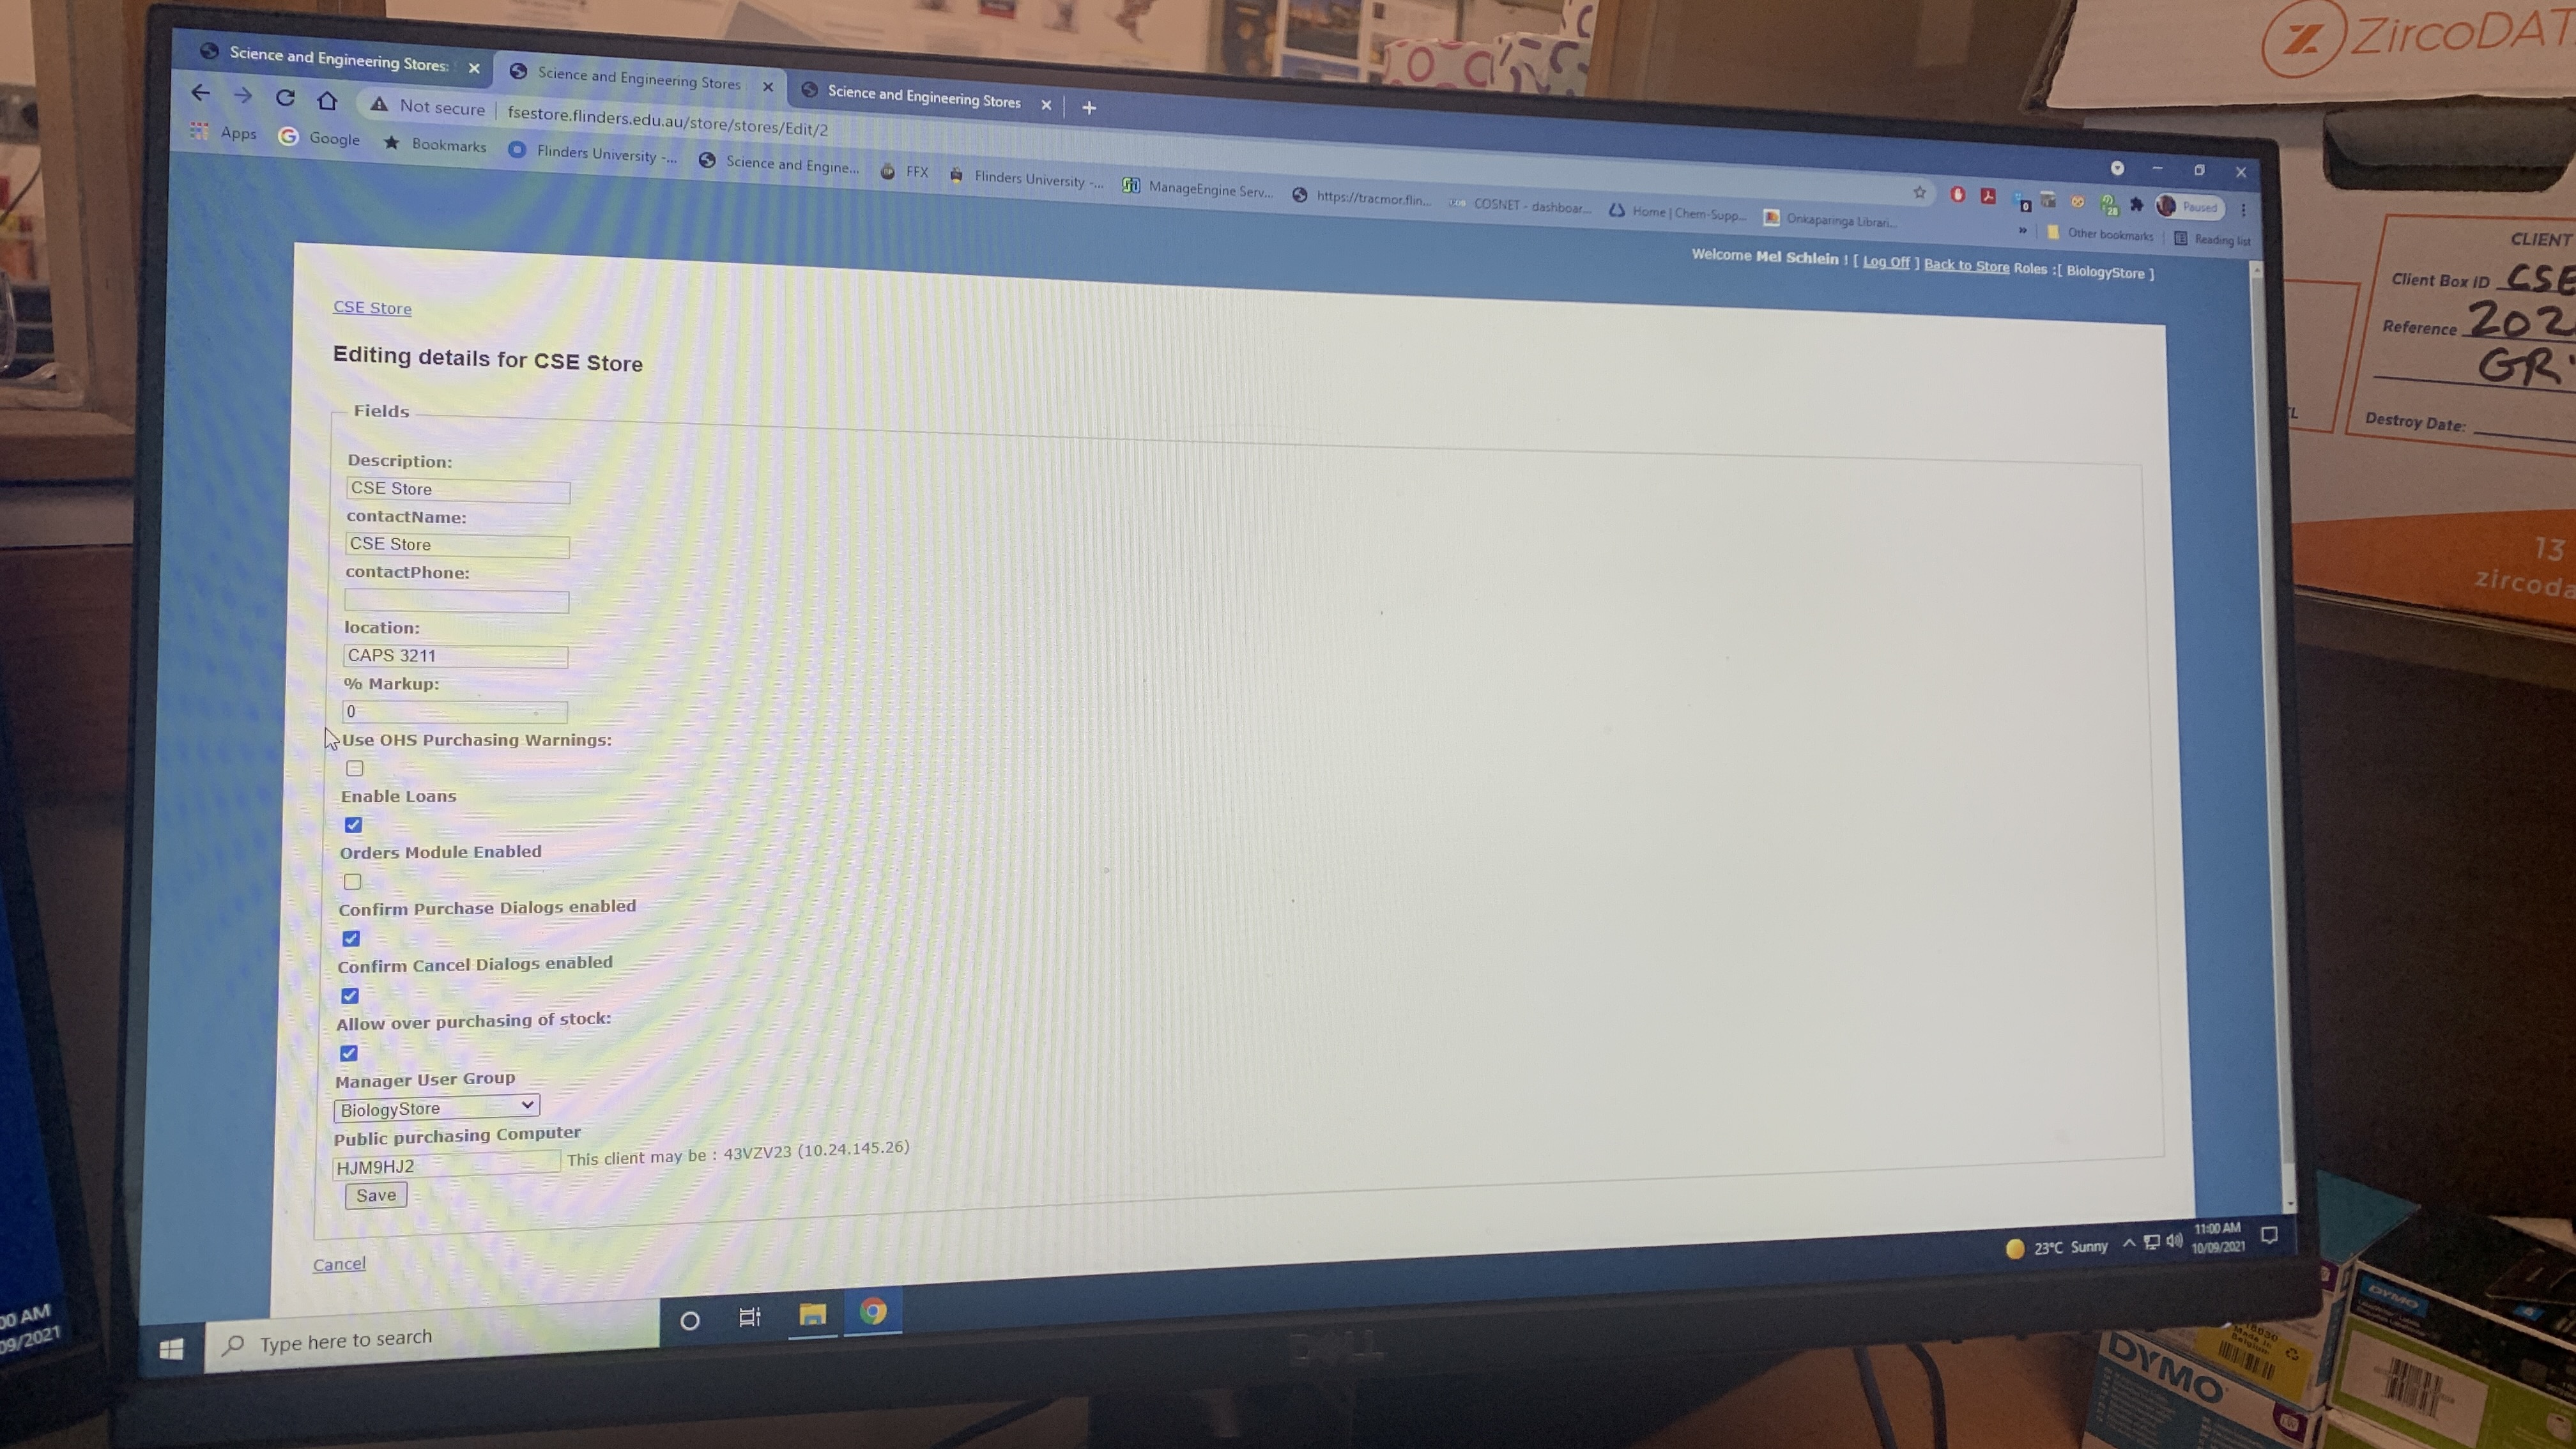 ZircoDAT
Science and Engineering Stores:
Science and Engineering Stores
Science and Engineering Stores
Not secure
fsestore.flinders.edu.au/store/stores/Edit/2
Apps
Google
Bookmarks
Flinders University -...
Science and Engine...
FFX
Flinders University -...
ManageEngine Serv...
https://tracmor.flin...
COSNET - dashboar...
Home | Chem-Supp...
Onkaparinga Librari...
Paused
» Other bookmarks
Reading list
Welcome Mel Schlein ! [ Log Off ] Back to Store Roles :[ BiologyStore ]
CSE Store
Editing details for CSE Store
Fields
Description:
CSE Store
contactName:
CSE Store
contactPhone:
location:
CAPS 3211
% Markup:
0
Use OHS Purchasing Warnings:
Enable Loans
Orders Module Enabled
Confirm Purchase Dialogs enabled
Confirm Cancel Dialogs enabled
Allow over purchasing of stock:
Manager User Group
BiologyStore
Public purchasing Computer
HJM9HJ2
This client may be : 43VZV23 (10.24.145.26)
Save
Cancel
Type here to search
23°C Sunny
11:00 AM
10/09/2021
DELL
00 AM
09/2021
CLIENT
Client Box ID CSE
Reference 202
GR
Destroy Date:
13
zircoda
DYMO
Made in
Belgium
DYMO